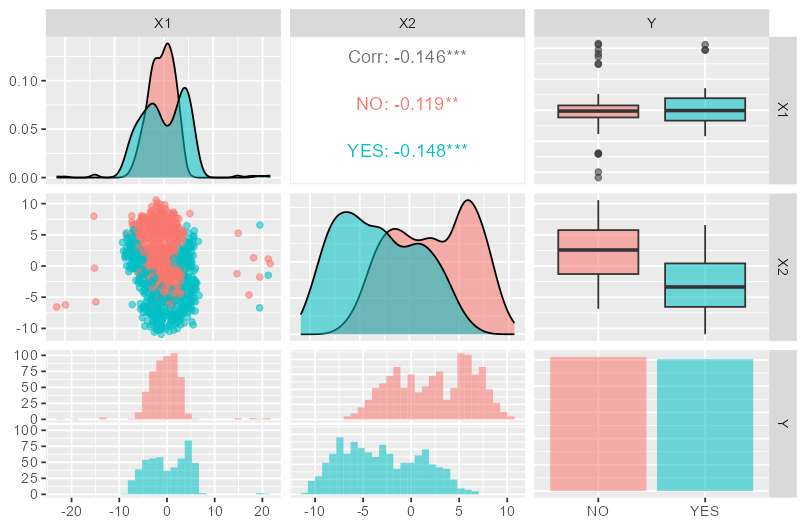 X1 X2 Y
0.10
0.05
0.00
Corr: -0.146***
NO: -0.119**
YES: -0.148***
X1
10
5
0
-5
-10
X2
100
75
50
25
0
100
75
50
25
0
Y
-20 -10 0 10 20 -10 -5 0 5 10 NO YES